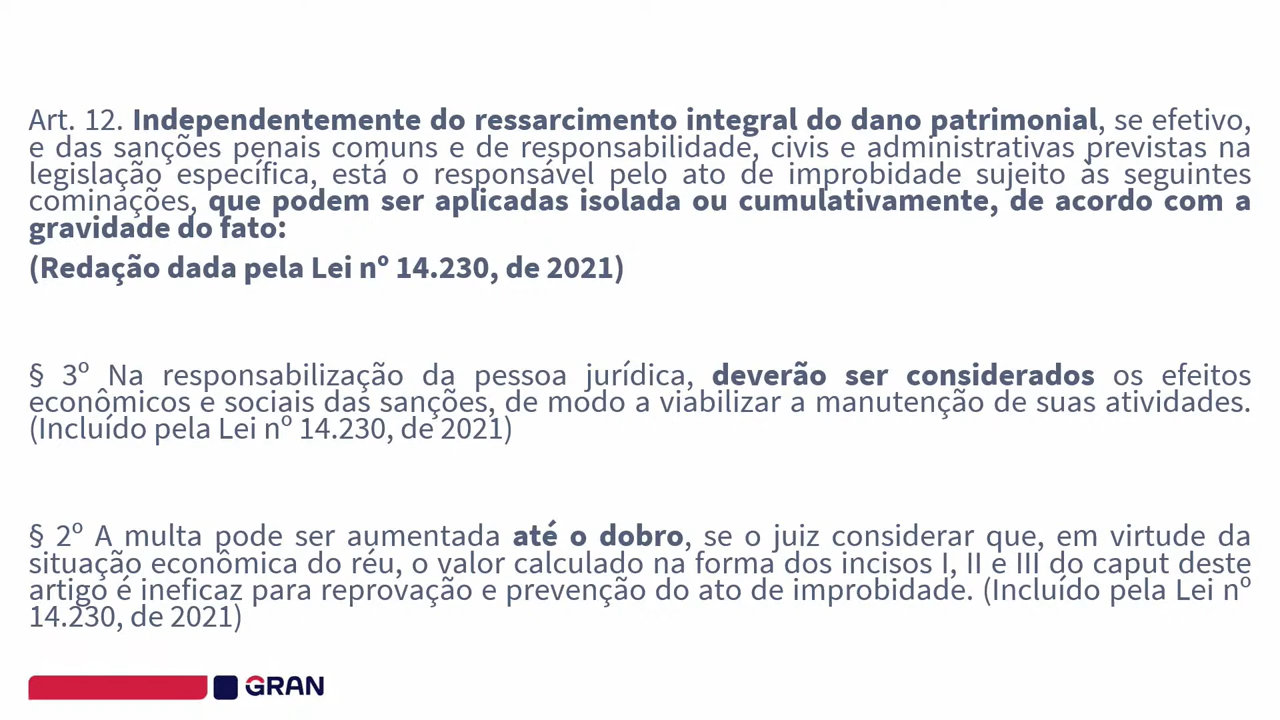 Art. 12. Independentemente do ressarcimento integral do dano patrimonial, se efetivo,
e das sanções penais comuns e de responsabilidade, civis e administrativas previstas na
legislação específica, está o responsável pelo ato de improbidade sujeito às seguintes
cominações, que podem ser aplicadas isolada ou cumulativamente, de acordo com a
gravidade do fato:
(Redação dada pela Lei nº 14.230, de 2021)
§ 3º Na responsabilização da pessoa jurídica, deverão ser considerados os efeitos
econômicos e sociais das sanções, de modo a viabilizar a manutenção de suas atividades.
(Incluído pela Lei nº 14.230, de 2021)
§ 2º A multa pode ser aumentada até o dobro, se o juiz considerar que, em virtude da
situação econômica do réu, o valor calculado na forma dos incisos I, II e III do caput deste
artigo é ineficaz para reprovação e prevenção do ato de improbidade. (Incluído pela Lei nº
14.230, de 2021)
GRAN